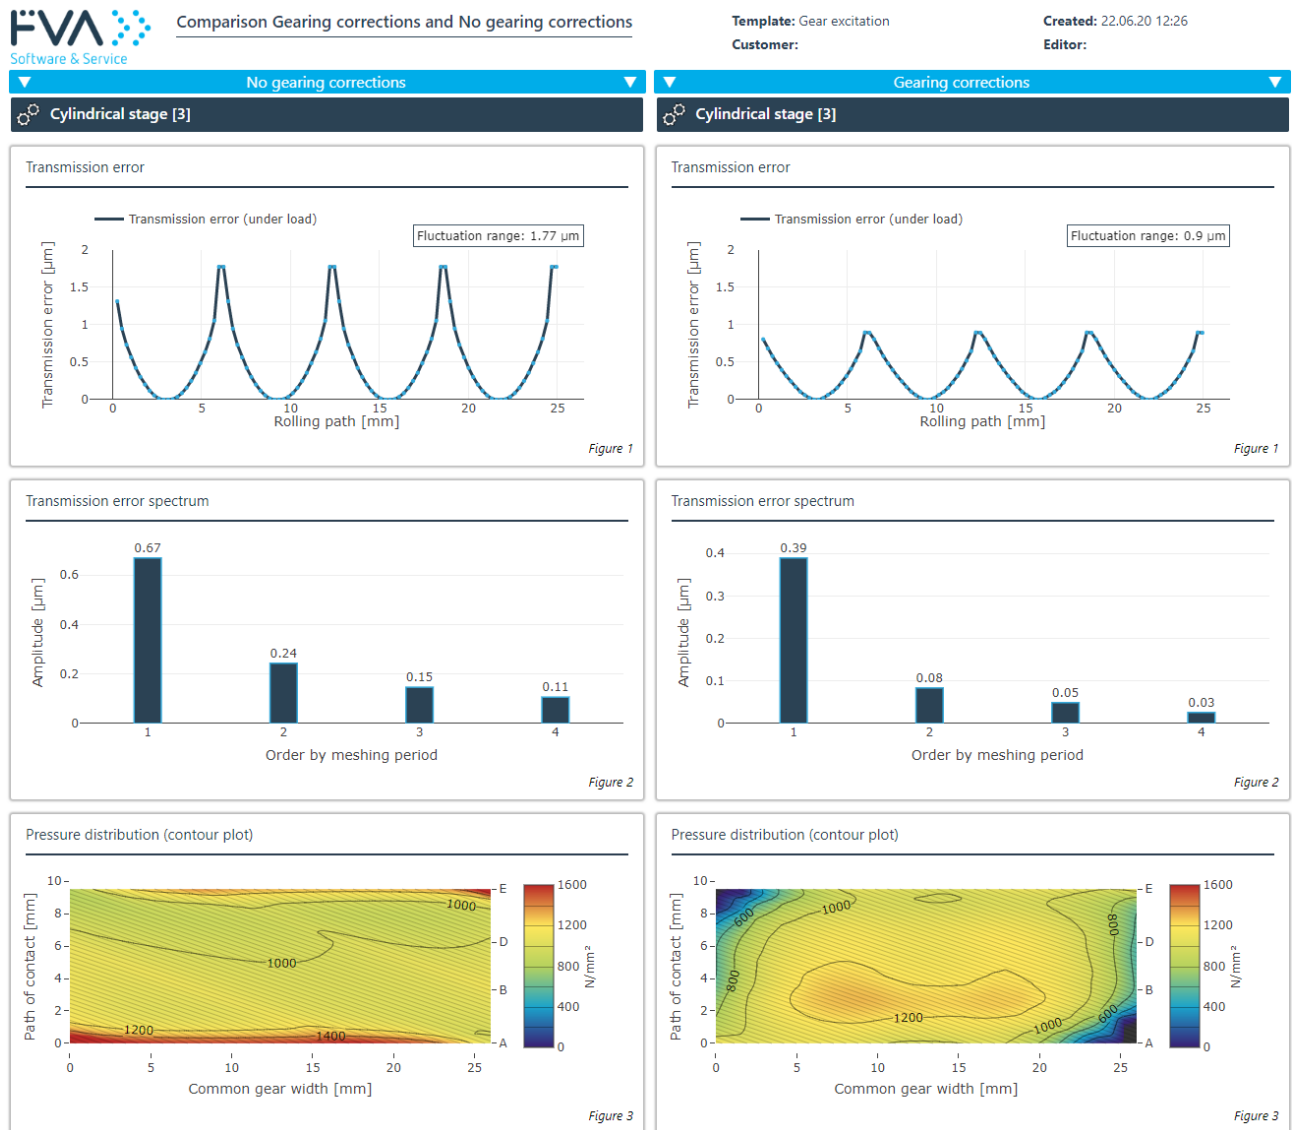 FVA
Software & Service
Comparison Gearing corrections and No gearing corrections
Template: Gear excitation
Customer:
Created: 22.06.20 12:26
Editor:
No gearing corrections
Cylindrical stage [3]
Transmission error
Transmission error (under load)
Fluctuation range: 1.77 µm
Transmission error [µm]
2
1.5
1
0.5
0
0 5 10 15 20 25
Rolling path [mm]
Figure 1
Transmission error spectrum
Amplitude [µm]
0.6
0.4
0.2
0
0.67
0.24
0.15
0.11
1 2 3 4
Order by meshing period
Figure 2
Pressure distribution (contour plot)
Path of contact [mm]
10
8
6
4
2
0
1000
1000
1200
1400
E
D
B
A
1600
1200
800
400
0
N/mm²
0 5 10 15 20 25
Common gear width [mm]
Figure 3
Gearing corrections
Cylindrical stage [3]
Transmission error
Transmission error (under load)
Fluctuation range: 0.9 µm
Transmission error [µm]
2
1.5
1
0.5
0
0 5 10 15 20 25
Rolling path [mm]
Figure 1
Transmission error spectrum
Amplitude [µm]
0.4
0.3
0.2
0.1
0
0.39
0.08
0.05
0.03
1 2 3 4
Order by meshing period
Figure 2
Pressure distribution (contour plot)
Path of contact [mm]
10
8
6
4
2
0
600
1000
800
800
1200
1000
600
E
D
B
A
1600
1200
800
400
0
N/mm²
0 5 10 15 20 25
Common gear width [mm]
Figure 3